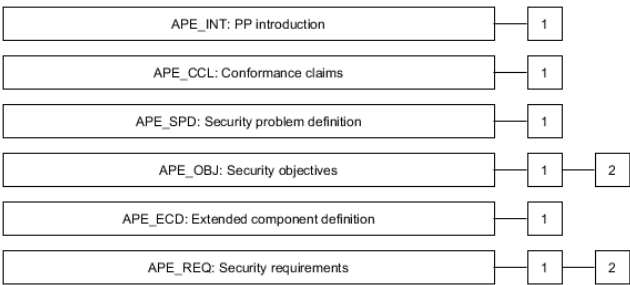 APE_INT: PP introduction 1
APE_CCL: Conformance claims 1
APE_SPD: Security problem definition 1
APE_OBJ: Security objectives 1 2
APE_ECD: Extended component definition 1
APE_REQ: Security requirements 1 2